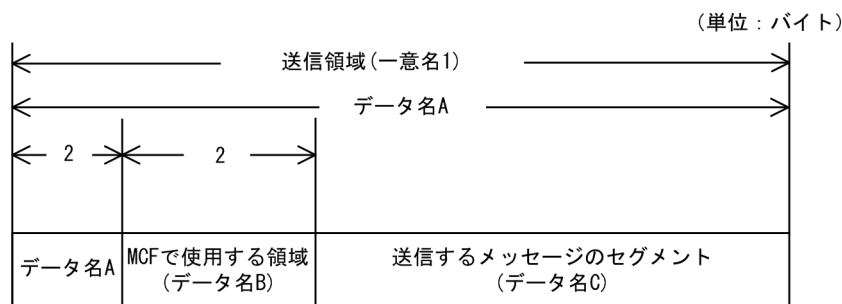 (単位：バイト)
送信領域(一意名1)
データ名A
2
2
データ名A
MCFで使用する領域
(データ名B)
送信するメッセージのセグメント
(データ名C)